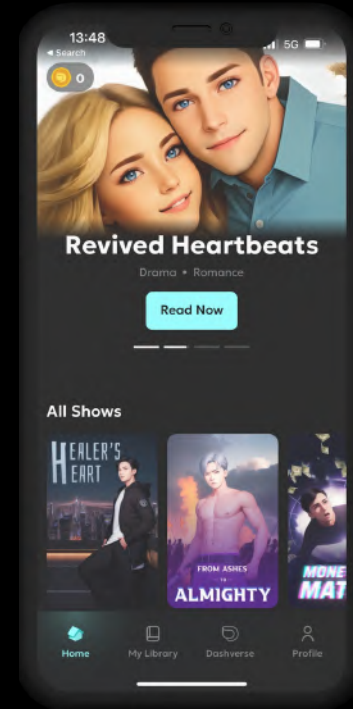 13:48
5G
Search
0
Revived Heartbeats
Drama • Romance
Read Now
All Shows
HEALER'S
HEART
FROM ASHES
TO
ALMIGHTY
MONE
MAT
Home
My Library
Dashverse
Profile